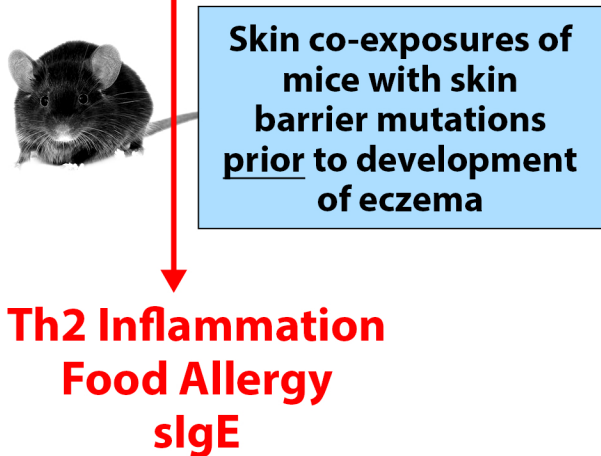 Skin co-exposures of
mice with skin
barrier mutations
prior to development
of eczema
Th2 Inflammation
Food Allergy
sIgE